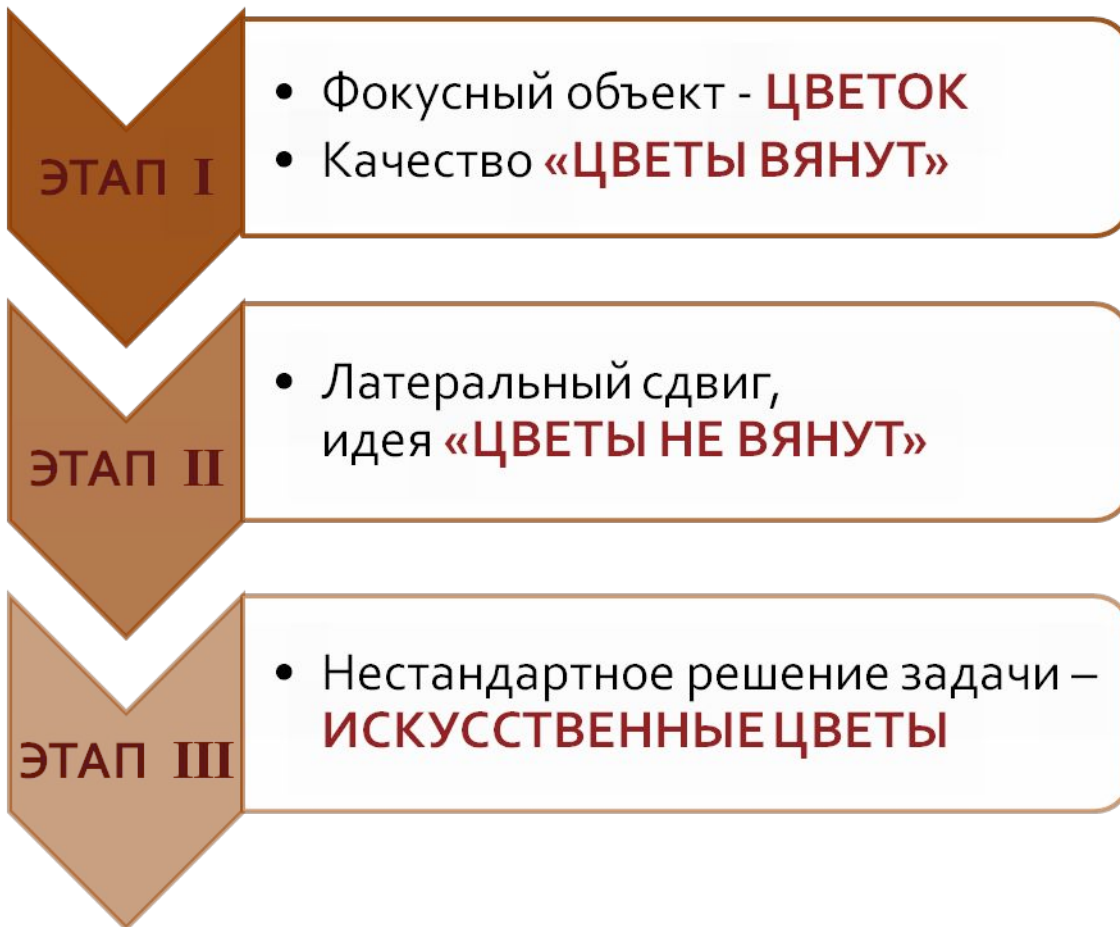 ЭТАП I
• Фокусный объект - ЦВЕТОК
• Качество «ЦВЕТЫ ВЯНУТ»
ЭТАП II
• Латеральный сдвиг,
идея «ЦВЕТЫ НЕ ВЯНУТ»
ЭТАП III
• Нестандартное решение задачи –
ИСКУССТВЕННЫЕ ЦВЕТЫ